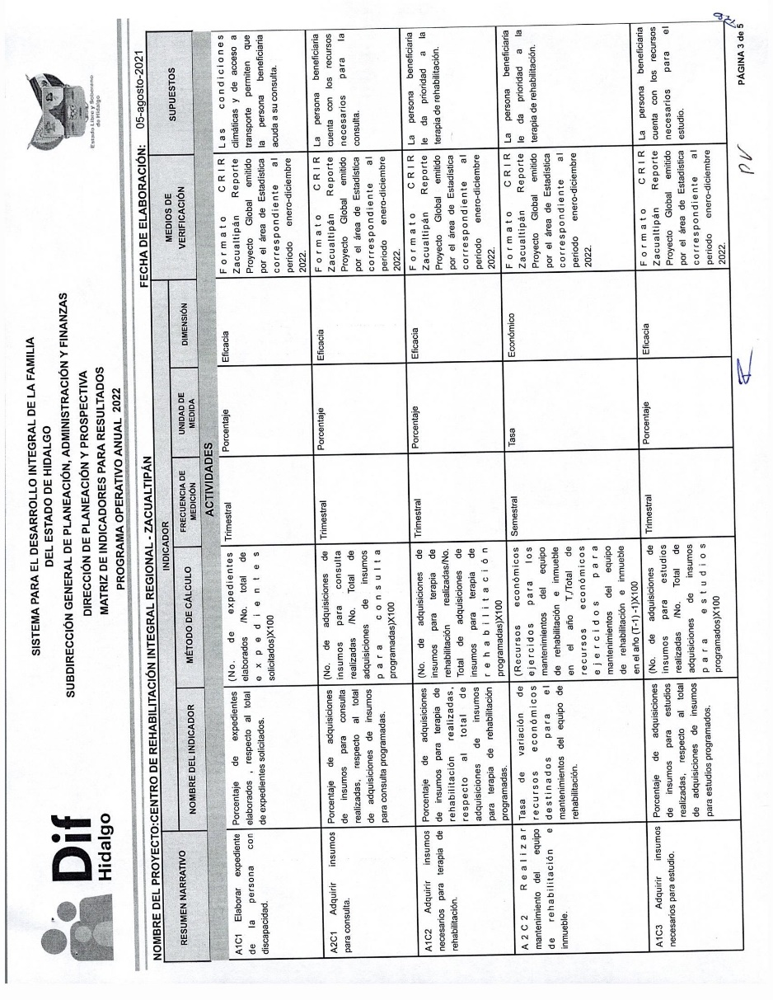 Dif
Hidalgo
SISTEMA PARA EL DESARROLLO INTEGRAL DE LA FAMILIA
DEL ESTADO DE HIDALGO
SUBDIRECCIÓN GENERAL DE PLANEACIÓN, ADMINISTRACIÓN Y FINANZAS
DIRECCIÓN DE PLANEACIÓN Y PROSPECTIVA
MATRIZ DE INDICADORES PARA RESULTADOS
PROGRAMA OPERATIVO ANUAL 2022
Estado Libre y Soberano
de Hidalgo
NOMBRE DEL PROYECTO:CENTRO DE REHABILITACIÓN INTEGRAL REGIONAL - ZACUALTIPÁN
FECHA DE ELABORACIÓN: 05-agosto-2021
RESUMEN NARRATIVO
INDICADOR
NOMBRE DEL INDICADOR
MÉTODO DE CÁLCULO
FRECUENCIA DE
MEDICIÓN
UNIDAD DE
MEDIDA
DIMENSIÓN
MEDIOS DE
VERIFICACIÓN
SUPUESTOS
ACTIVIDADES
A1C1 Elaborar expediente
de la persona con
discapacidad.
Porcentaje de expedientes
elaborados , respecto al total
de expedientes solicitados.
(No. de expedientes
elaborados /No. total de
expedientes
solicitados)X100
Trimestral
Porcentaje
Eficacia
Formato CRIR
Zacualtipán Reporte
Proyecto Global emitido
por el área de Estadística
correspondiente al
periodo enero-diciembre
2022.
Las condiciones
climáticas y de acceso a
transporte permiten que
la persona beneficiaria
acuda a su consulta.
A2C1 Adquirir insumos
para consulta.
Porcentaje de adquisiciones
de insumos para consulta
realizadas, respecto al total
de adquisiciones de insumos
para consulta programadas.
(No. de adquisiciones de
insumos para consulta
realizadas /No. Total de
adquisiciones de insumos
para consulta
programadas)X100
Trimestral
Porcentaje
Eficacia
Formato CRIR
Zacualtipán Reporte
Proyecto Global emitido
por el área de Estadística
correspondiente al
periodo enero-diciembre
2022.
La persona beneficiaria
cuenta con los recursos
necesarios para la
consulta.
A1C2 Adquirir insumos
necesarios para terapia de
rehabilitación.
Porcentaje de adquisiciones
de insumos para terapia de
rehabilitación realizadas,
respecto al total de
adquisiciones de insumos
para terapia de rehabilitación
programadas.
(No. de adquisiciones de
insumos para terapia de
rehabilitación realizadas/No.
Total de adquisiciones de
insumos para terapia de
rehabilitación
programadas)X100
Trimestral
Porcentaje
Eficacia
Formato CRIR
Zacualtipán Reporte
Proyecto Global emitido
por el área de Estadística
correspondiente al
periodo enero-diciembre
2022.
La persona beneficiaria
le da prioridad a la
terapia de rehabilitación.
A2C2 Realizar
mantenimiento del equipo
de rehabilitación e
inmueble.
Tasa de variación de
recursos económicos
destinados para el
mantenimientos del equipo de
rehabilitación.
(Recursos económicos
ejercidos para los
mantenimientos del equipo
de rehabilitación e inmueble
en el año T./Total de
recursos económicos
ejercidos para
mantenimientos del equipo
de rehabilitación e inmueble
en el año (T-1) -1)X100
Semestral
Tasa
Económico
Formato CRIR
Zacualtipán Reporte
Proyecto Global emitido
por el área de Estadística
correspondiente al
periodo enero-diciembre
2022.
La persona beneficiaria
le da prioridad a la
terapia de rehabilitación.
A1C3 Adquirir insumos
necesarios para estudio.
Porcentaje de adquisiciones
de insumos para estudios
realizadas, respecto al total
de adquisiciones de insumos
para estudios programados.
(No. de adquisiciones de
insumos para estudios
realizadas /No. Total de
adquisiciones de insumos
para estudios
programados)X100
Trimestral
Porcentaje
Eficacia
Formato CRIR
Zacualtipán Reporte
Proyecto Global emitido
por el área de Estadística
correspondiente al
periodo enero-diciembre
2022.
La persona beneficiaria
cuenta con los recursos
necesarios para el
estudio.
PÁGINA 3 de 5